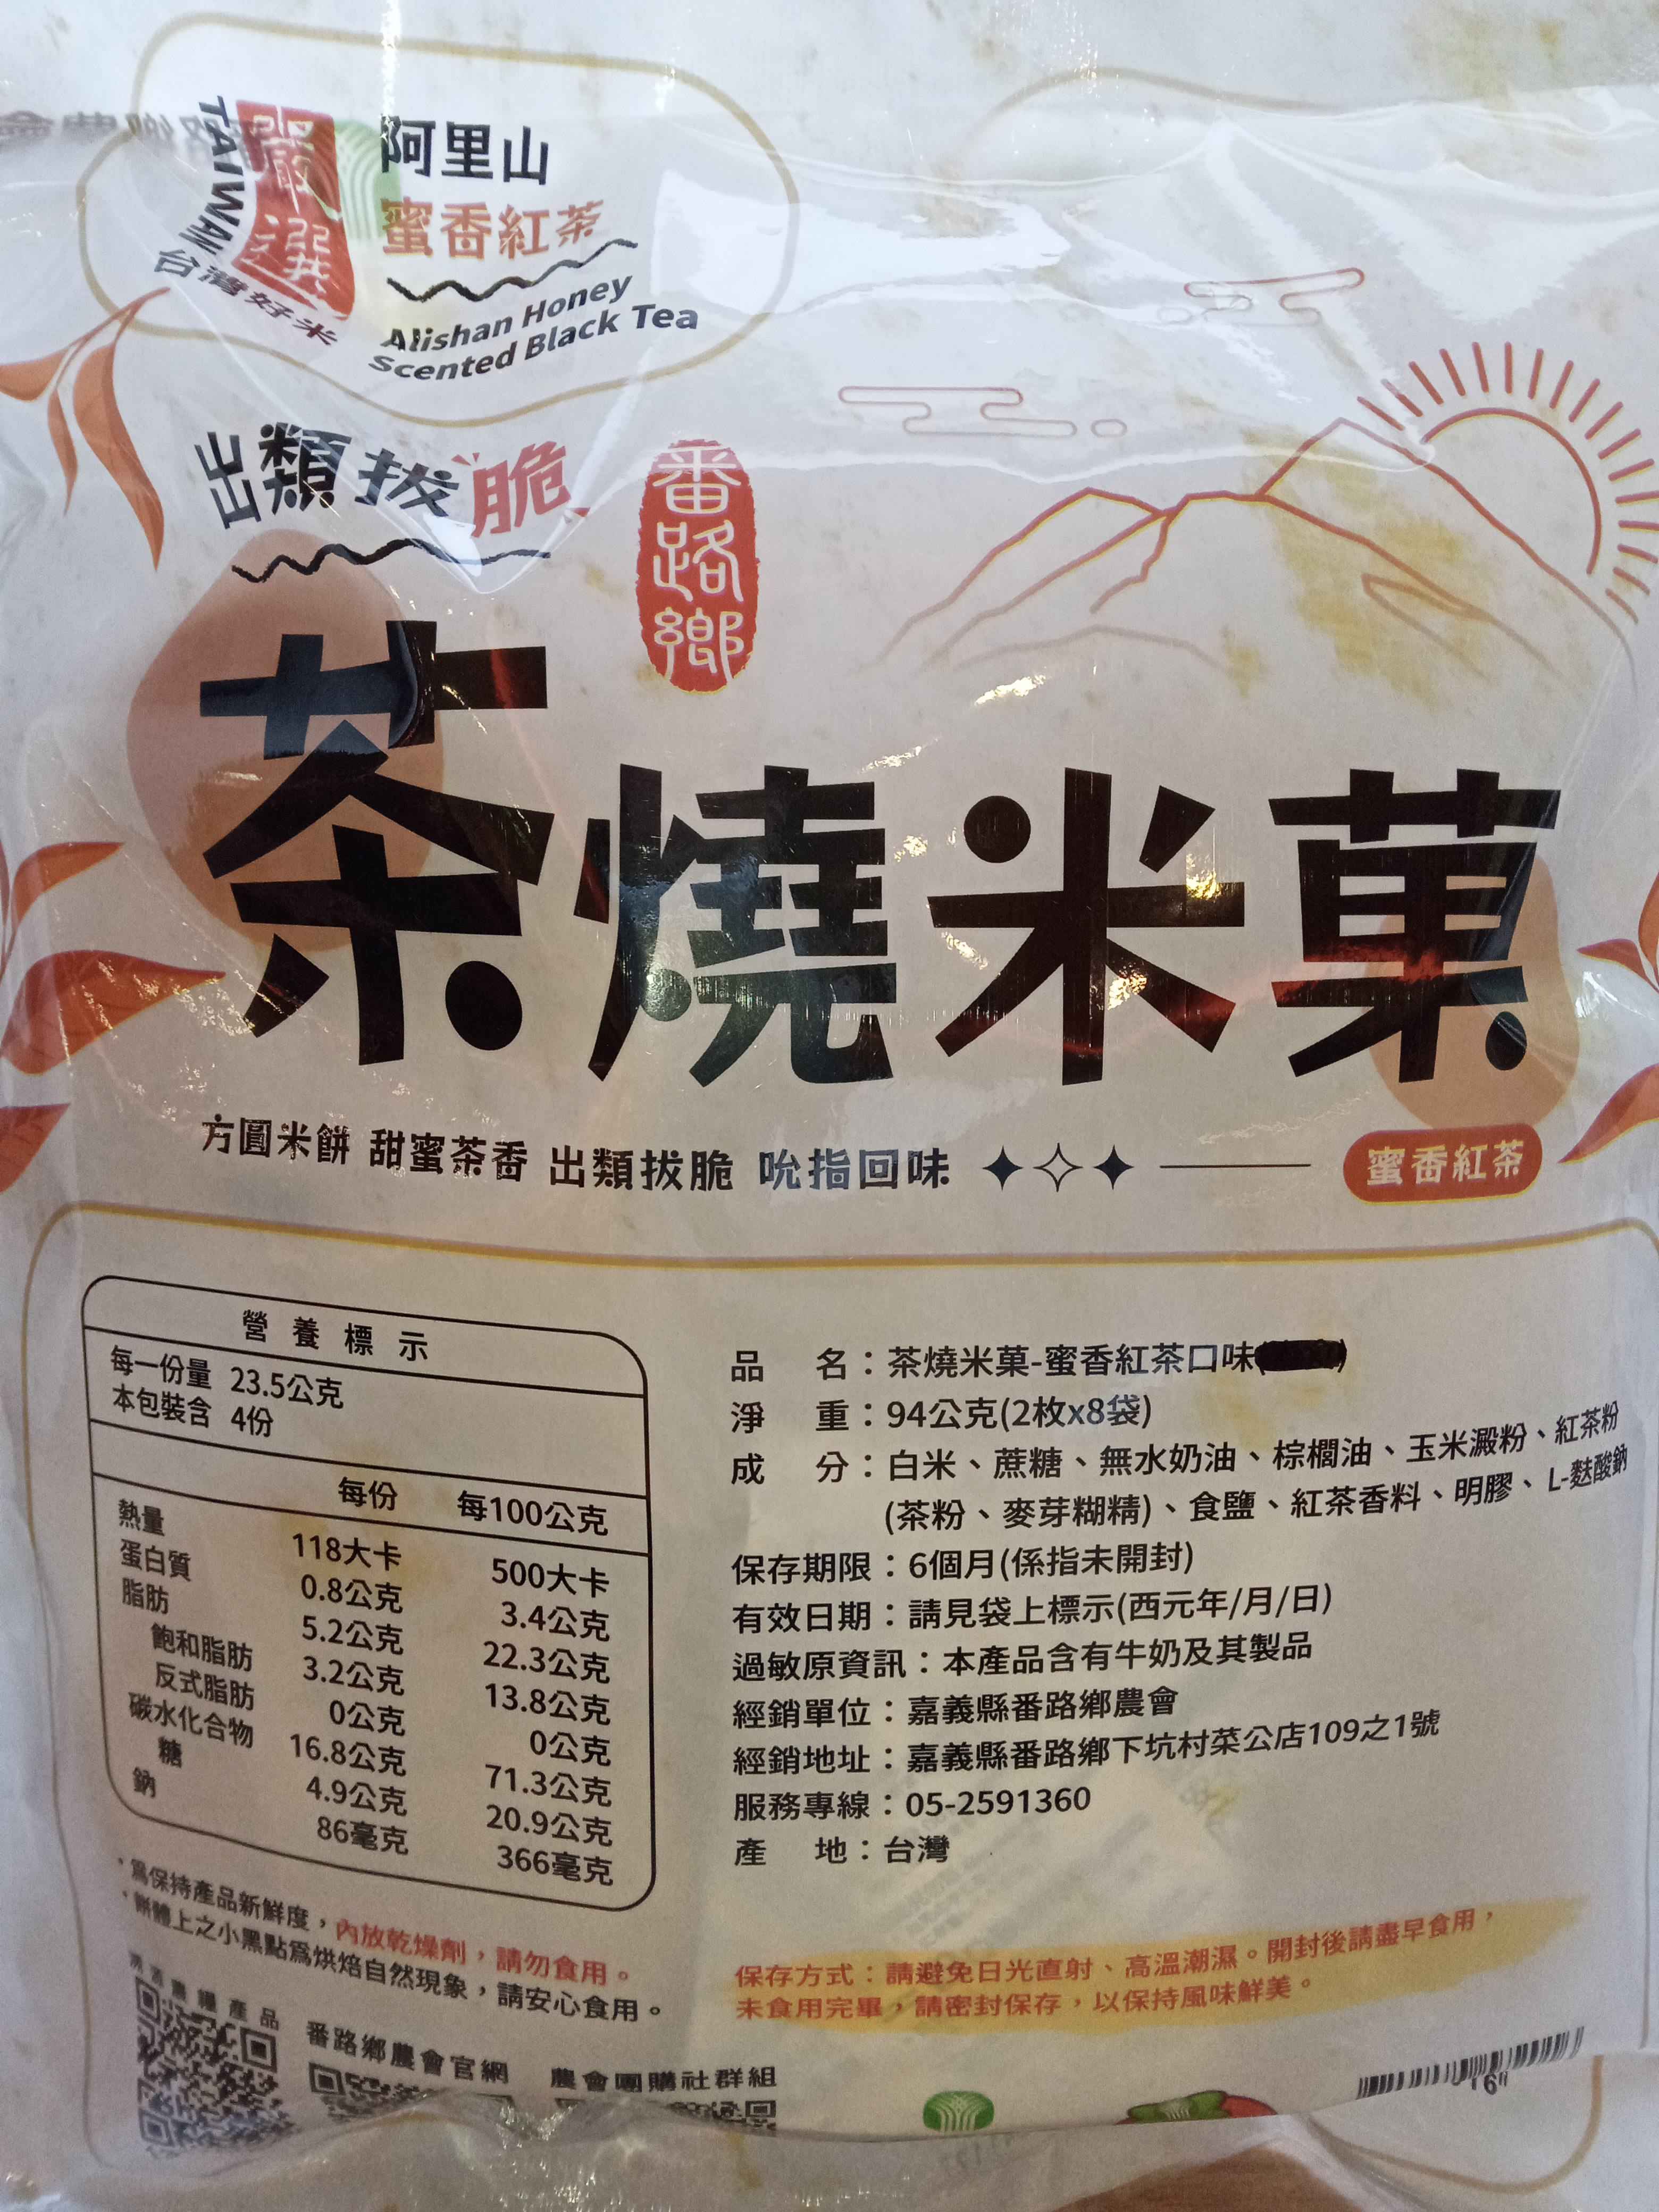 TAIWAN
嚴選
台灣好米
阿里山
蜜香紅茶
Alishan Honey
Scented Black Tea
出類拔脆
番路鄉
茶燒米菓
方圓米餅 甜蜜茶香 出類拔脆 吮指回味
蜜香紅茶
營養標示
每一份量 23.5公克
本包裝含 4份
每份 每100公克
熱量 118大卡 500大卡
蛋白質 0.8公克 3.4公克
脂肪 5.2公克 22.3公克
飽和脂肪 3.2公克 13.8公克
反式脂肪 0公克 0公克
碳水化合物 16.8公克 71.3公克
糖 4.9公克 20.9公克
鈉 86毫克 366毫克
品名：茶燒米菓-蜜香紅茶口味
淨重：94公克(2枚x8袋)
成分：白米、蔗糖、無水奶油、棕櫚油、玉米澱粉、紅茶粉
(茶粉、麥芽糊精)、食鹽、紅茶香料、明膠、L-麩酸鈉
保存期限：6個月(係指未開封)
有效日期：請見袋上標示(西元年/月/日)
過敏原資訊：本產品含有牛奶及其製品
經銷單位：嘉義縣番路鄉農會
經銷地址：嘉義縣番路鄉下坑村菜公店109之1號
服務專線：05-2591360
產地：台灣
·為保持產品新鮮度，內放乾燥劑，請勿食用。
·餅體上之小黑點為烘焙自然現象，請安心食用。
保存方式：請避免日光直射、高溫潮濕。開封後請盡早食用，
未食用完畢，請密封保存，以保持風味鮮美。
產品
番路鄉農會官網
農會團購社群組